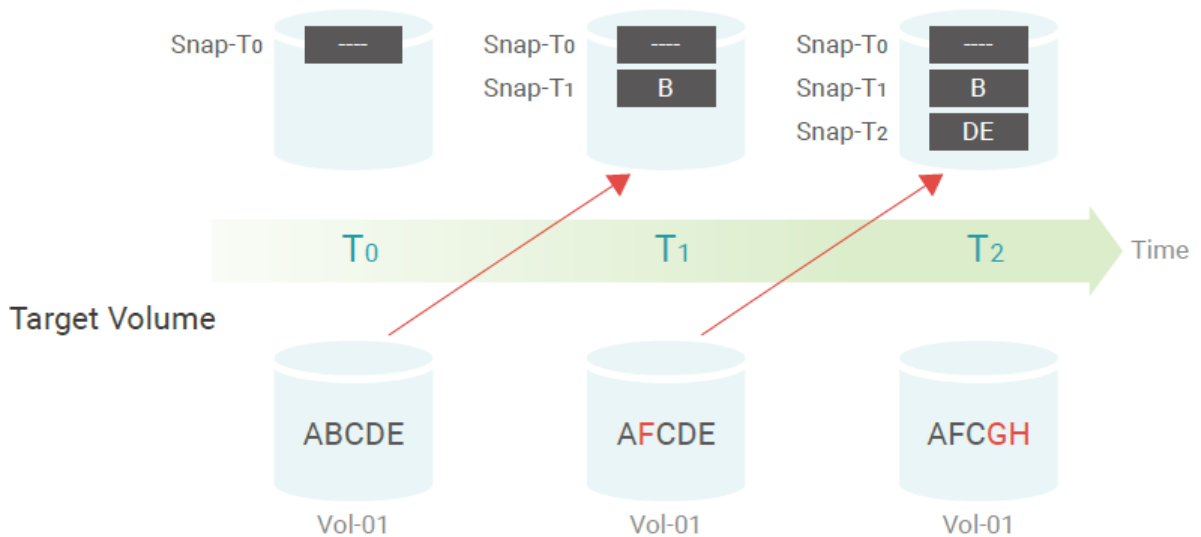 Snap-T0 ---- Snap-T0 ---- Snap-T0 ----
Snap-T1 B Snap-T1 B
Snap-T2 DE
T0 T1 T2 Time
Target Volume
ABCDE AFCDE AFCGH
Vol-01 Vol-01 Vol-01